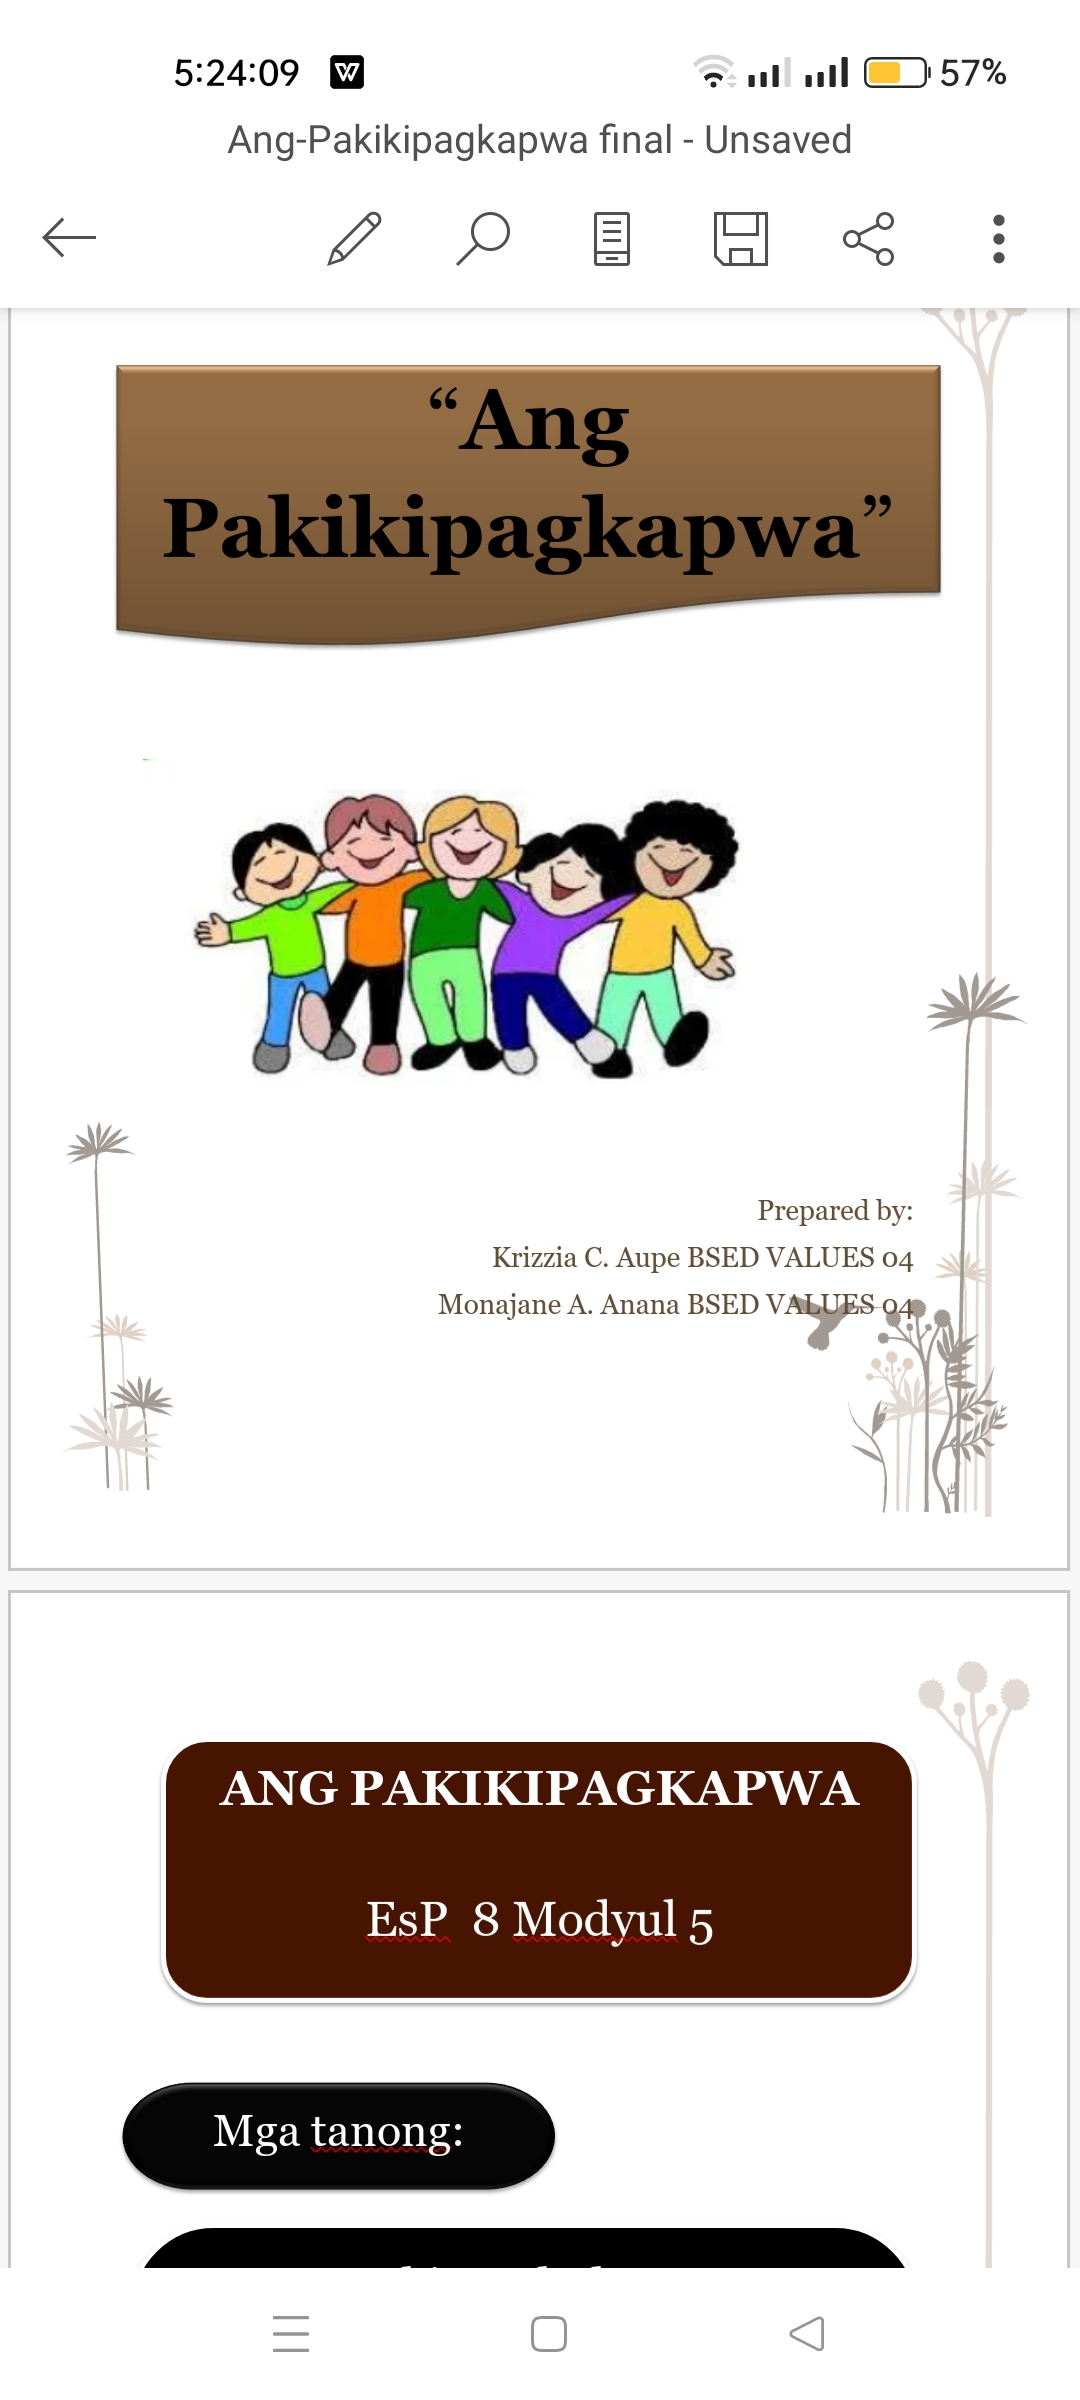 5:24:09
57%
Ang-Pakikipagkapwa final - Unsaved
“Ang
Pakikipagkapwa”
Prepared by:
Krizzia C. Aupe BSED VALUES 04
Monajane A. Anana BSED VALUES 04
ANG PAKIKIPAGKAPWA
EsP 8 Modyul 5
Mga tanong: